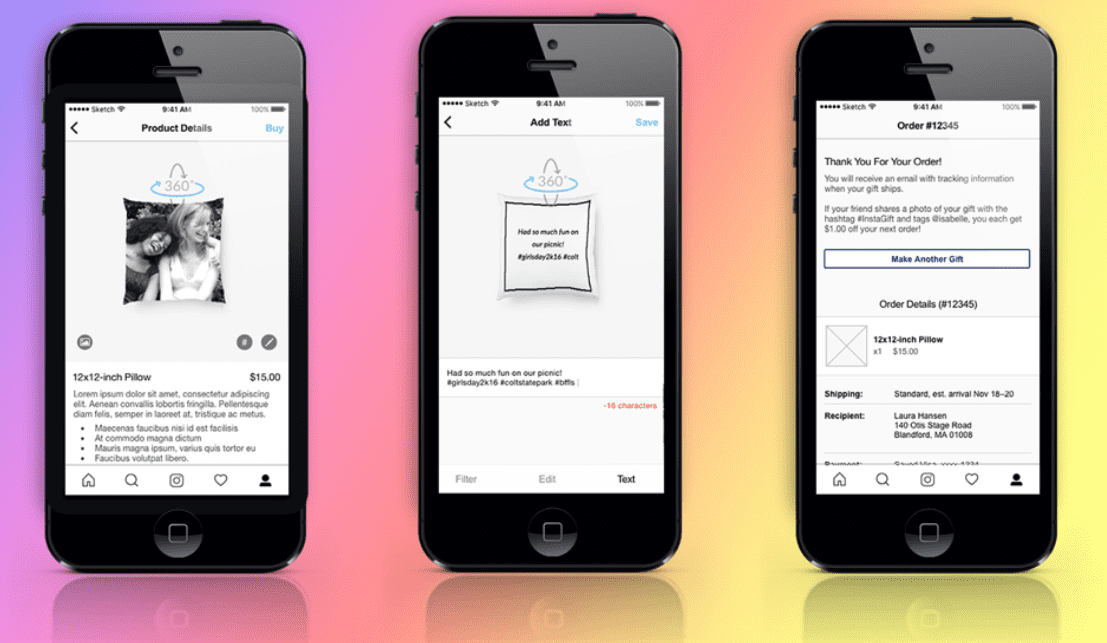 Sketch 9:41 AM 100%
Product Details Buy
360°
#
12x12-inch Pillow $15.00
Lorem ipsum dolor sit amet, consectetur adipiscing
elit. Aenean convallis lobortis fringilla. Pellentesque
diam felis, semper in laoreet at, tristique ac metus.
• Maecenas faucibus nisi id est facilisis
• At commodo magna dictum
• Mauris magna ipsum, varius quis tortor eu
• Faucibus volutpat libero.
Sketch 9:41 AM 100%
Add Text Save
360°
Had so much fun on
our picnic!
#girlsday2k16 #colt
Had so much fun on our picnic!
#girlsday2k16 #coltstatepark #bffls
-16 characters
Filter Edit Text
Sketch 9:41 AM 100%
Order #12345
Thank You For Your Order!
You will receive an email with tracking information
when your gift ships.
If your friend shares a photo of your gift with the
hashtag #InstaGift and tags @isabelle, you each get
$1.00 off your next order!
Make Another Gift
Order Details (#12345)
12x12-inch Pillow
x1 $15.00
Shipping: Standard, est. arrival Nov 18–20
Recipient: Laura Hansen
140 Otis Stage Road
Blandford, MA 01008